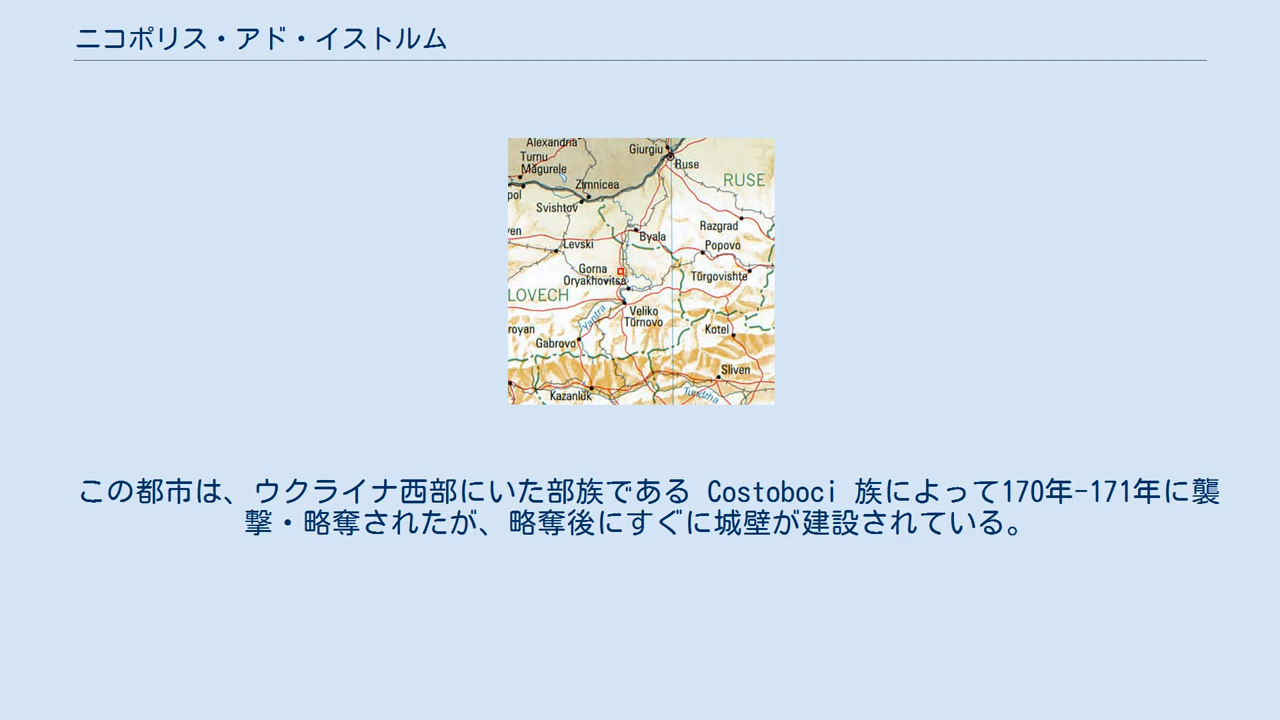 ニコポリス・アド・イストルム
Alexandria
Turnu
Măgurele
Giurgiu
Ruse
RUSE
Zimnicea
pol
Svishtov
Razgrad
ven
Levski
Byala
Popovo
Gorna
Oryakhovitsa
Tŭrgovishte
LOVECH
Yantra
Veliko
Tŭrnovo
royan
Gabrovo
Kotel
Sliven
Kazanlŭk
Tundzha
この都市は、ウクライナ西部にいた部族である Costoboci 族によって170年-171年に襲
撃・略奪されたが、略奪後にすぐに城壁が建設されている。